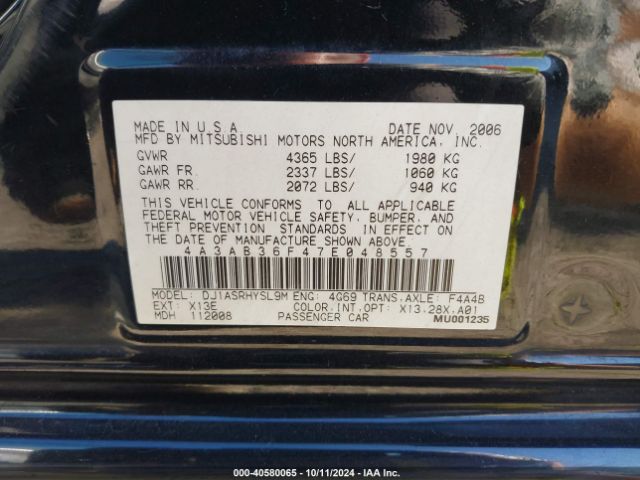 MADE IN U.S.A. DATE NOV. 2006
MFD BY MITSUBISHI MOTORS NORTH AMERICA, INC.
GVWR 4365 LBS/ 1980 KG
GAWR FR. 2337 LBS/ 1060 KG
GAWR RR. 2072 LBS/ 940 KG
THIS VEHICLE CONFORMS TO ALL APPLICABLE
FEDERAL MOTOR VEHICLE SAFETY, BUMPER, AND
THEFT PREVENTION STANDARDS IN EFFECT ON
THE DATE OF MANUFACTURE SHOWN ABOVE.
4A3AB36F47E048557
MODEL: DJ1ASRHYSL9M ENG: 4G69 TRANS.AXLE: F4A4B
EXT: X13E COLOR.INT.OPT: X13.28X.A01
MDH 112008 PASSENGER CAR MU001235
000-40580065 - 10/11/2024 - IAAI.COM